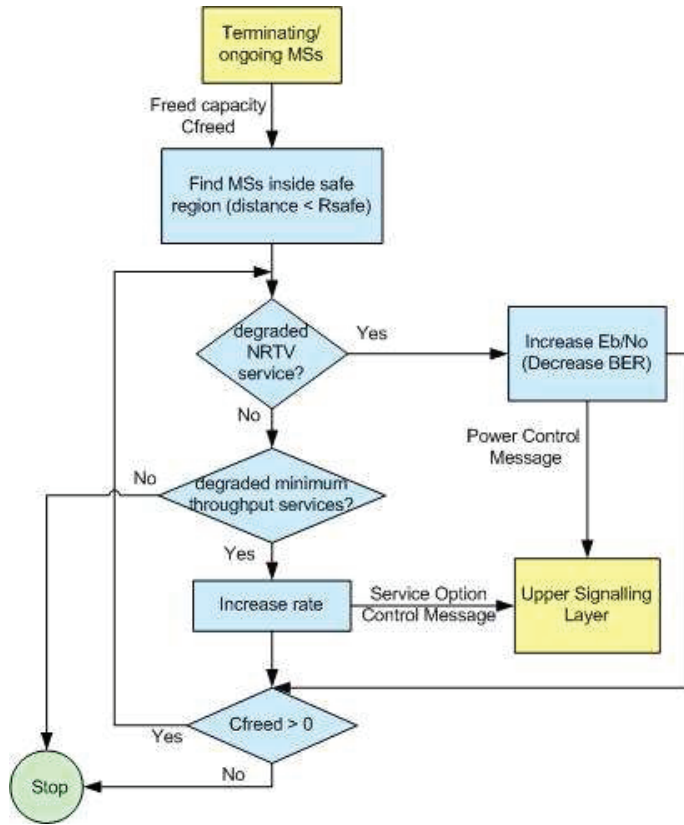 Terminating/
ongoing MSs
Freed capacity
Cfreed
Find MSs inside safe
region (distance < Rsafe)
degraded
NRTV
service?
Yes
Increase Eb/No
(Decrease BER)
No
Power Control
Message
No
degraded minimum
throughput services?
Yes
Increase rate
Service Option
Control Message
Upper Signalling
Layer
Cfreed > 0
Yes
No
Stop